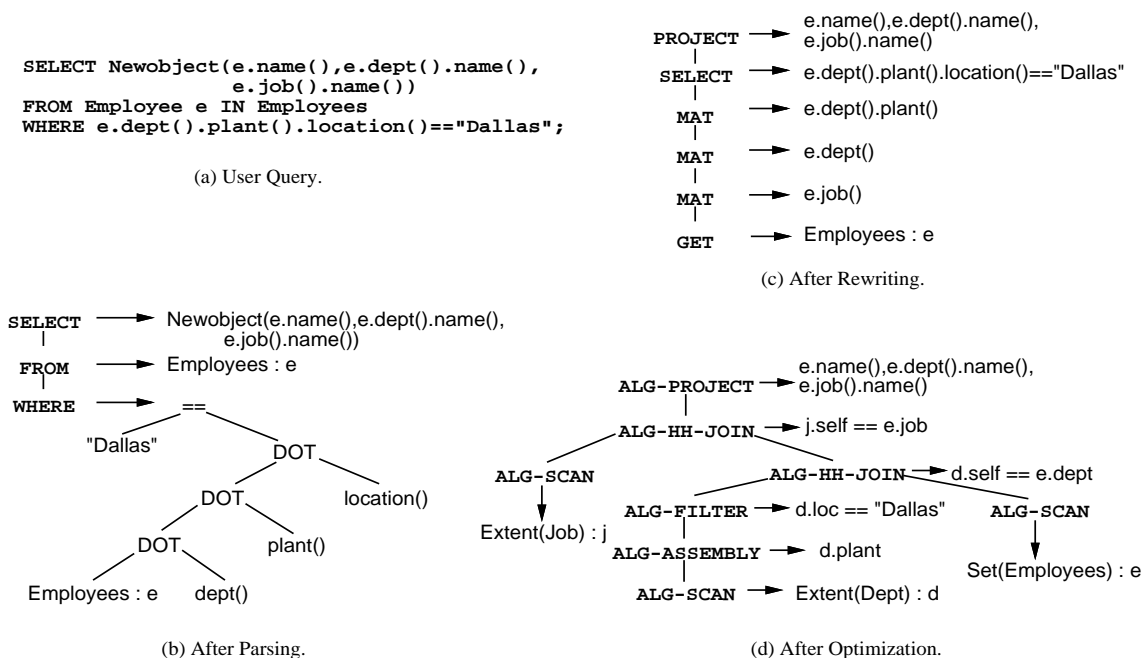 SELECT Newobject(e.name(),e.dept().name(),
e.job().name())
FROM Employee e IN Employees
WHERE e.dept().plant().location()=="Dallas";
(a) User Query.
SELECT
Newobject(e.name(),e.dept().name(),
e.job().name())
FROM
Employees : e
WHERE
==
"Dallas"
DOT
DOT
location()
DOT
plant()
Employees : e
dept()
(b) After Parsing.
PROJECT
e.name(),e.dept().name(),
e.job().name()
SELECT
e.dept().plant().location()=="Dallas"
MAT
e.dept().plant()
MAT
e.dept()
MAT
e.job()
GET
Employees : e
(c) After Rewriting.
ALG-PROJECT
e.name(),e.dept().name(),
e.job().name()
ALG-HH-JOIN
j.self == e.job
ALG-SCAN
ALG-HH-JOIN
d.self == e.dept
Extent(Job) : j
ALG-FILTER
d.loc == "Dallas"
ALG-SCAN
ALG-ASSEMBLY
d.plant
Set(Employees) : e
ALG-SCAN
Extent(Dept) : d
(d) After Optimization.